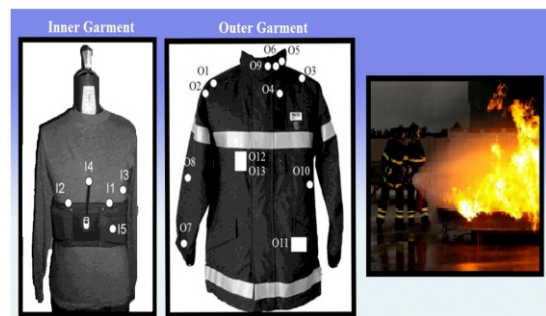 Inner Garment
Outer Garment
I4
I2
I1
I3
I5
O6
O5
O9
O1
O2
O3
O4
O12
O13
O8
O10
O7
O11